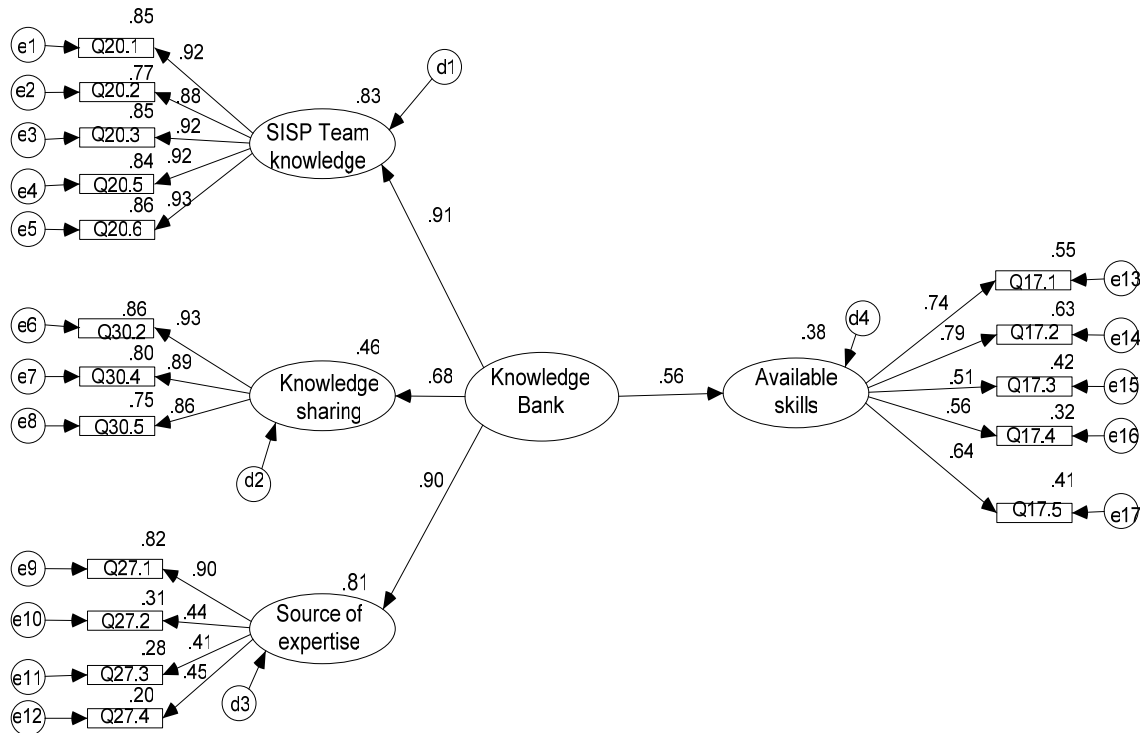 .85
e1 Q20.1 .92
.77
e2 Q20.2 .88
.85
e3 Q20.3 .92
.84
e4 Q20.5 .92
.86
e5 Q20.6 .93
d1
.83
SISP Team
knowledge
.91
.86
e6 Q30.2 .93
.80
e7 Q30.4 .89
.75
e8 Q30.5 .86
.46
Knowledge
sharing
d2
.68
Knowledge
Bank
.56
.90
.82
e9 Q27.1 .90
.31
e10 Q27.2 .44
.28
e11 Q27.3 .41
.20
e12 Q27.4 .45
.81
Source of
expertise
d3
d4
.38
Available
skills
.55
.74 Q17.1 e13
.63
.79 Q17.2 e14
.42
.51 Q17.3 e15
.32
.56 Q17.4 e16
.41
.64 Q17.5 e17